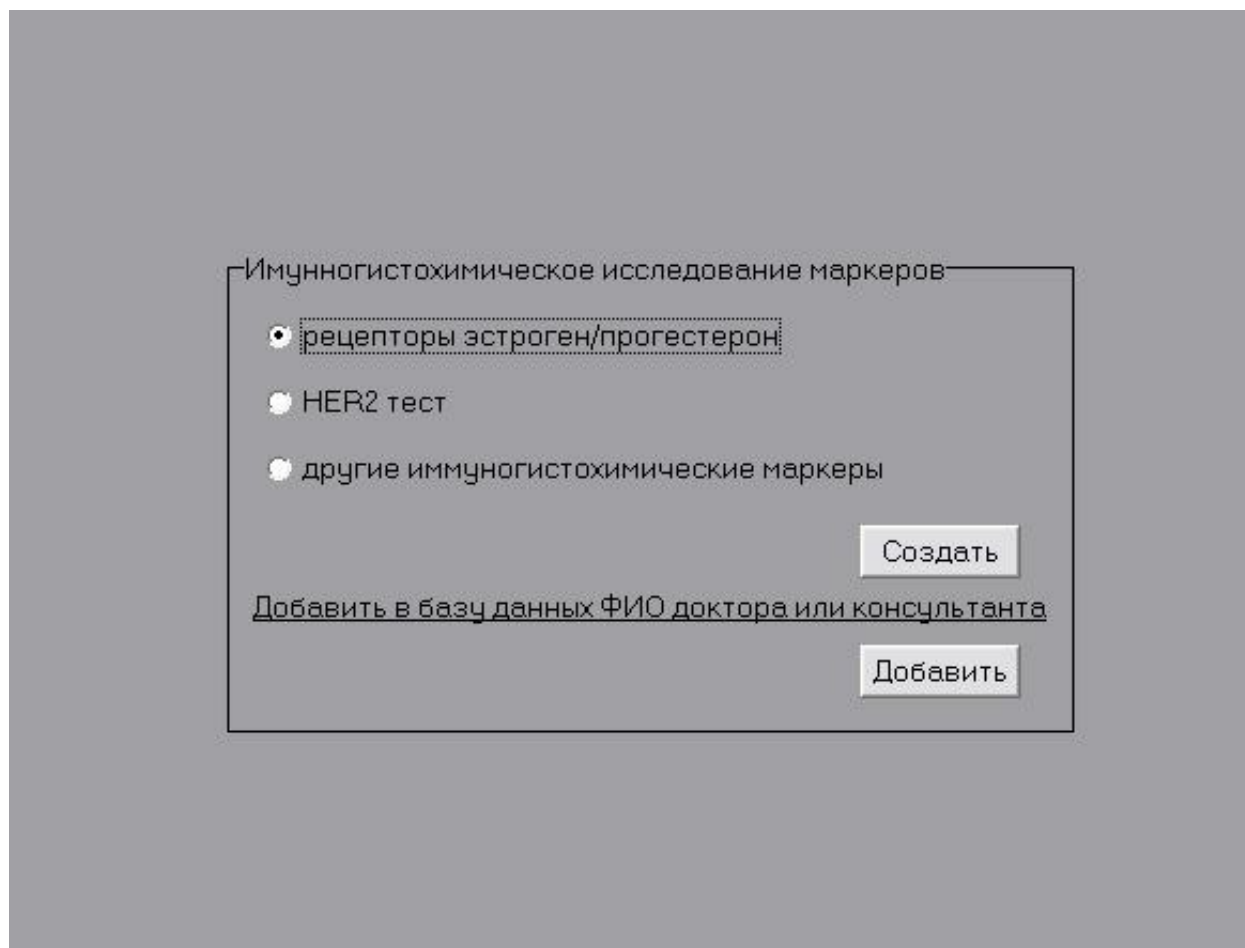 Имунногистохимическое исследование маркеров
рецепторы эстроген/прогестерон
HER2 тест
другие иммуногистохимические маркеры
Создать
Добавить в базу данных ФИО доктора или консультанта
Добавить